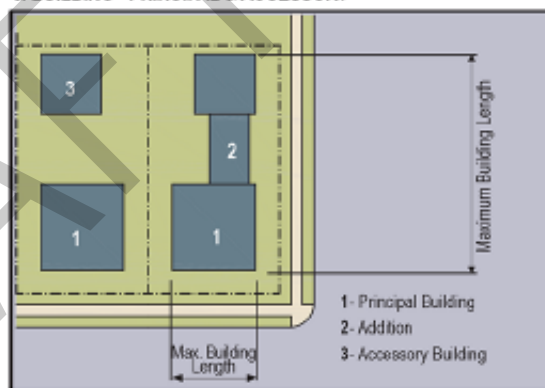 3
2
1
1
Maximum Building Length
1- Principal Building
2- Addition
3- Accessory Building
Max. Building
Length